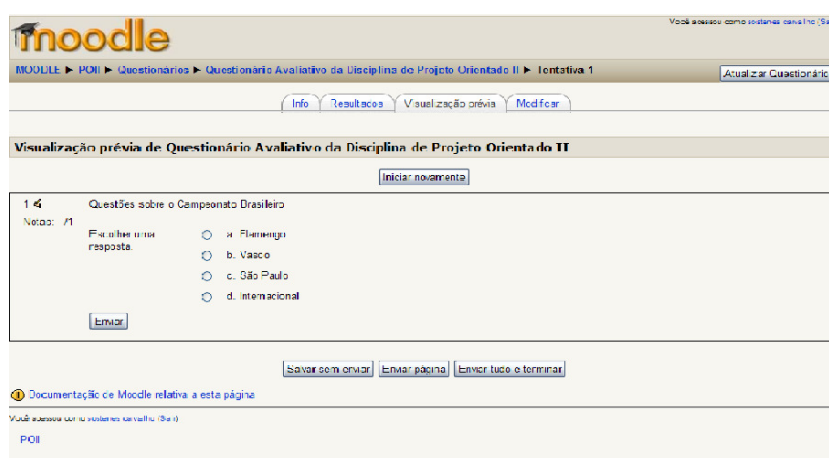 Você acessou como sostenes carvalho (Sa
moodle
MOODLE ► POII ► Questionários ► Questionário Avaliativo da Disciplina de Projeto Orientado II ► Tentativa 1
Atualizar Questionário
Info Resultados Visualização prévia Modificar
Visualização prévia de Questionário Avaliativo da Disciplina de Projeto Orientado II
Iniciar novamente
1 Questões sobre o Campeonato Brasileiro
Notas: /1
Escolher uma resposta.
a. Flamengo
b. Vasco
c. São Paulo
d. Internacional
Enviar
Salvar sem enviar Enviar página Enviar tudo e terminar
Documentação de Moodle relativa a esta página
Você acessou como sostenes carvalho (Sair)
POII